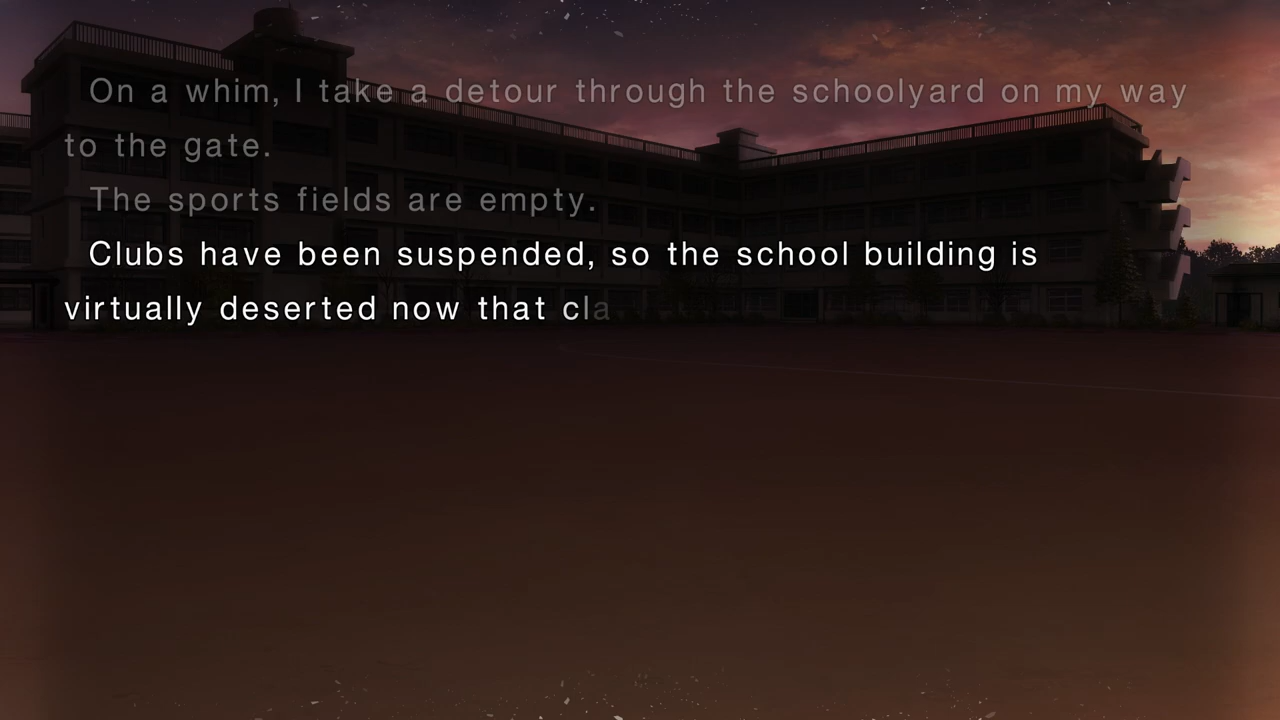 On a whim, I take a detour through the schoolyard on my way
to the gate.
The sports fields are empty.
Clubs have been suspended, so the school building is
virtually deserted now that cla